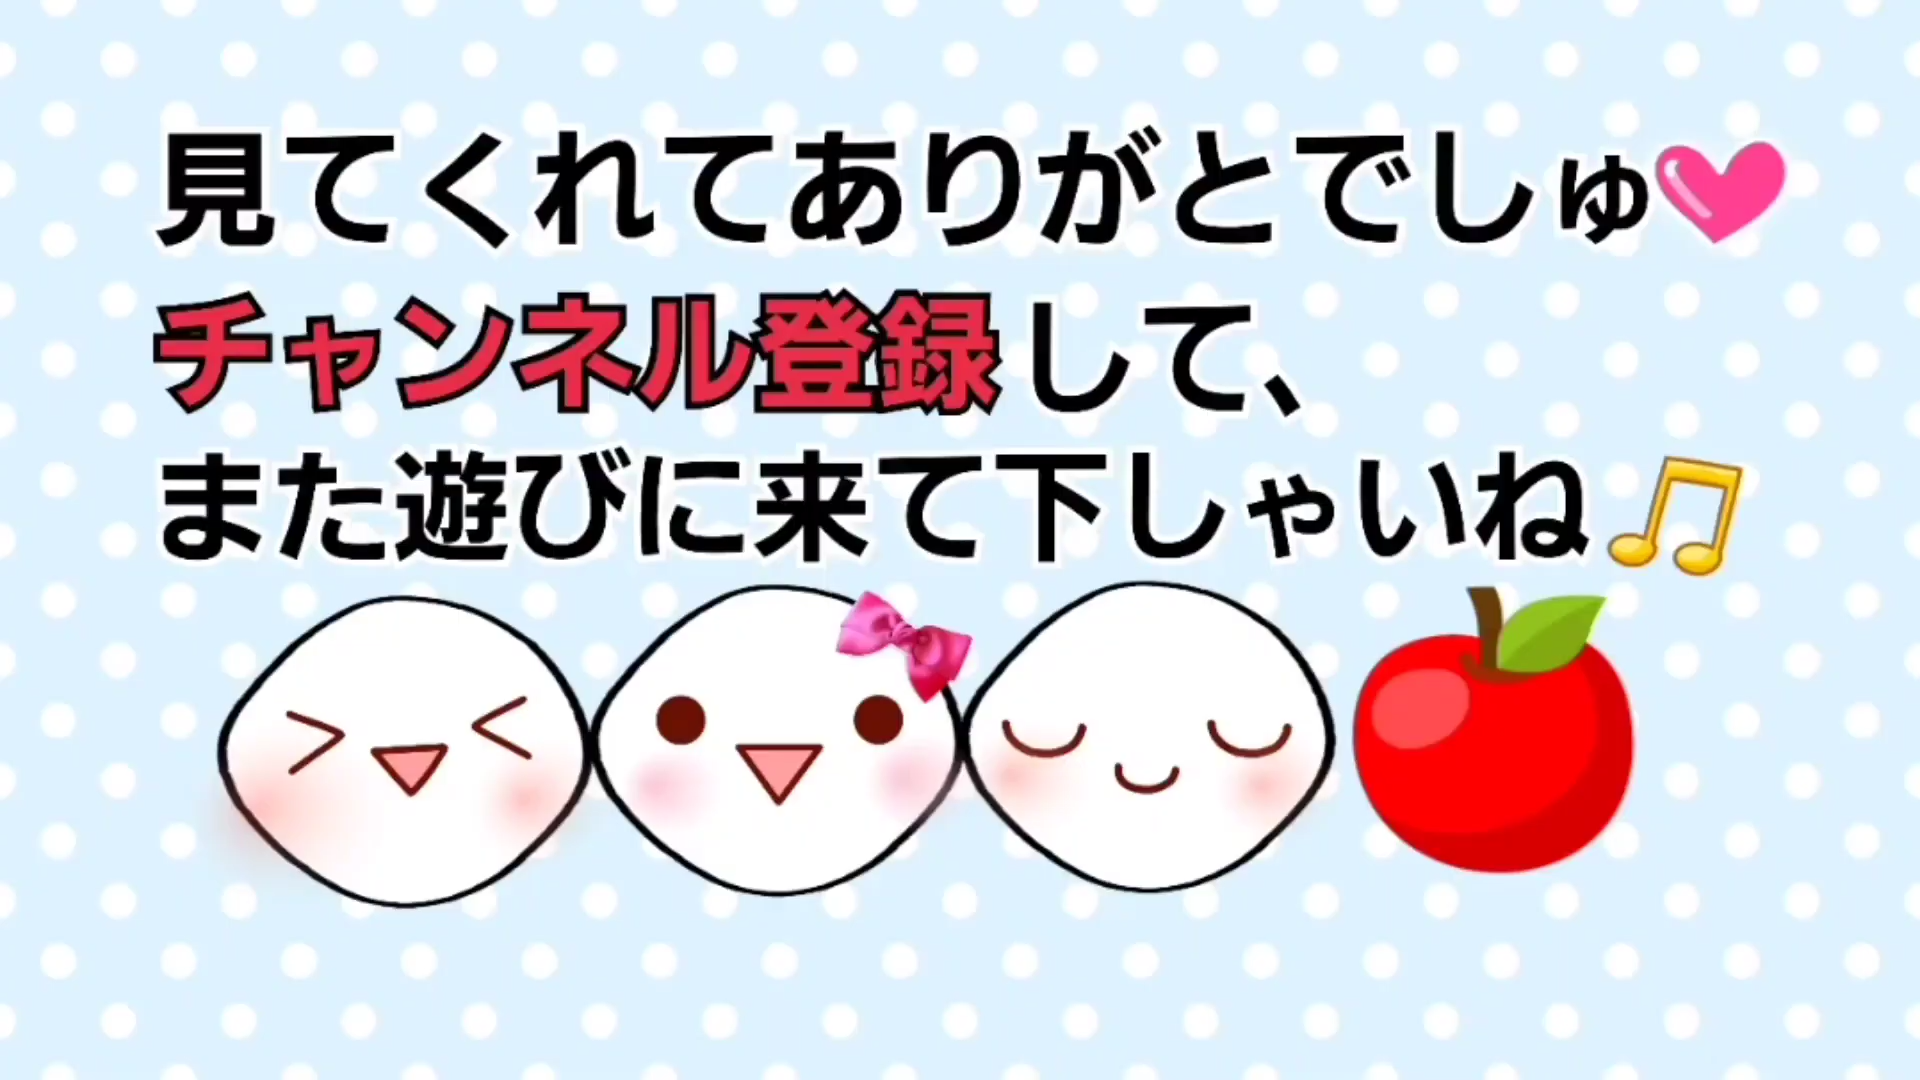 見てくれてありがとでしゅ
チャンネル登録して、
また遊びに来て下しゃいね